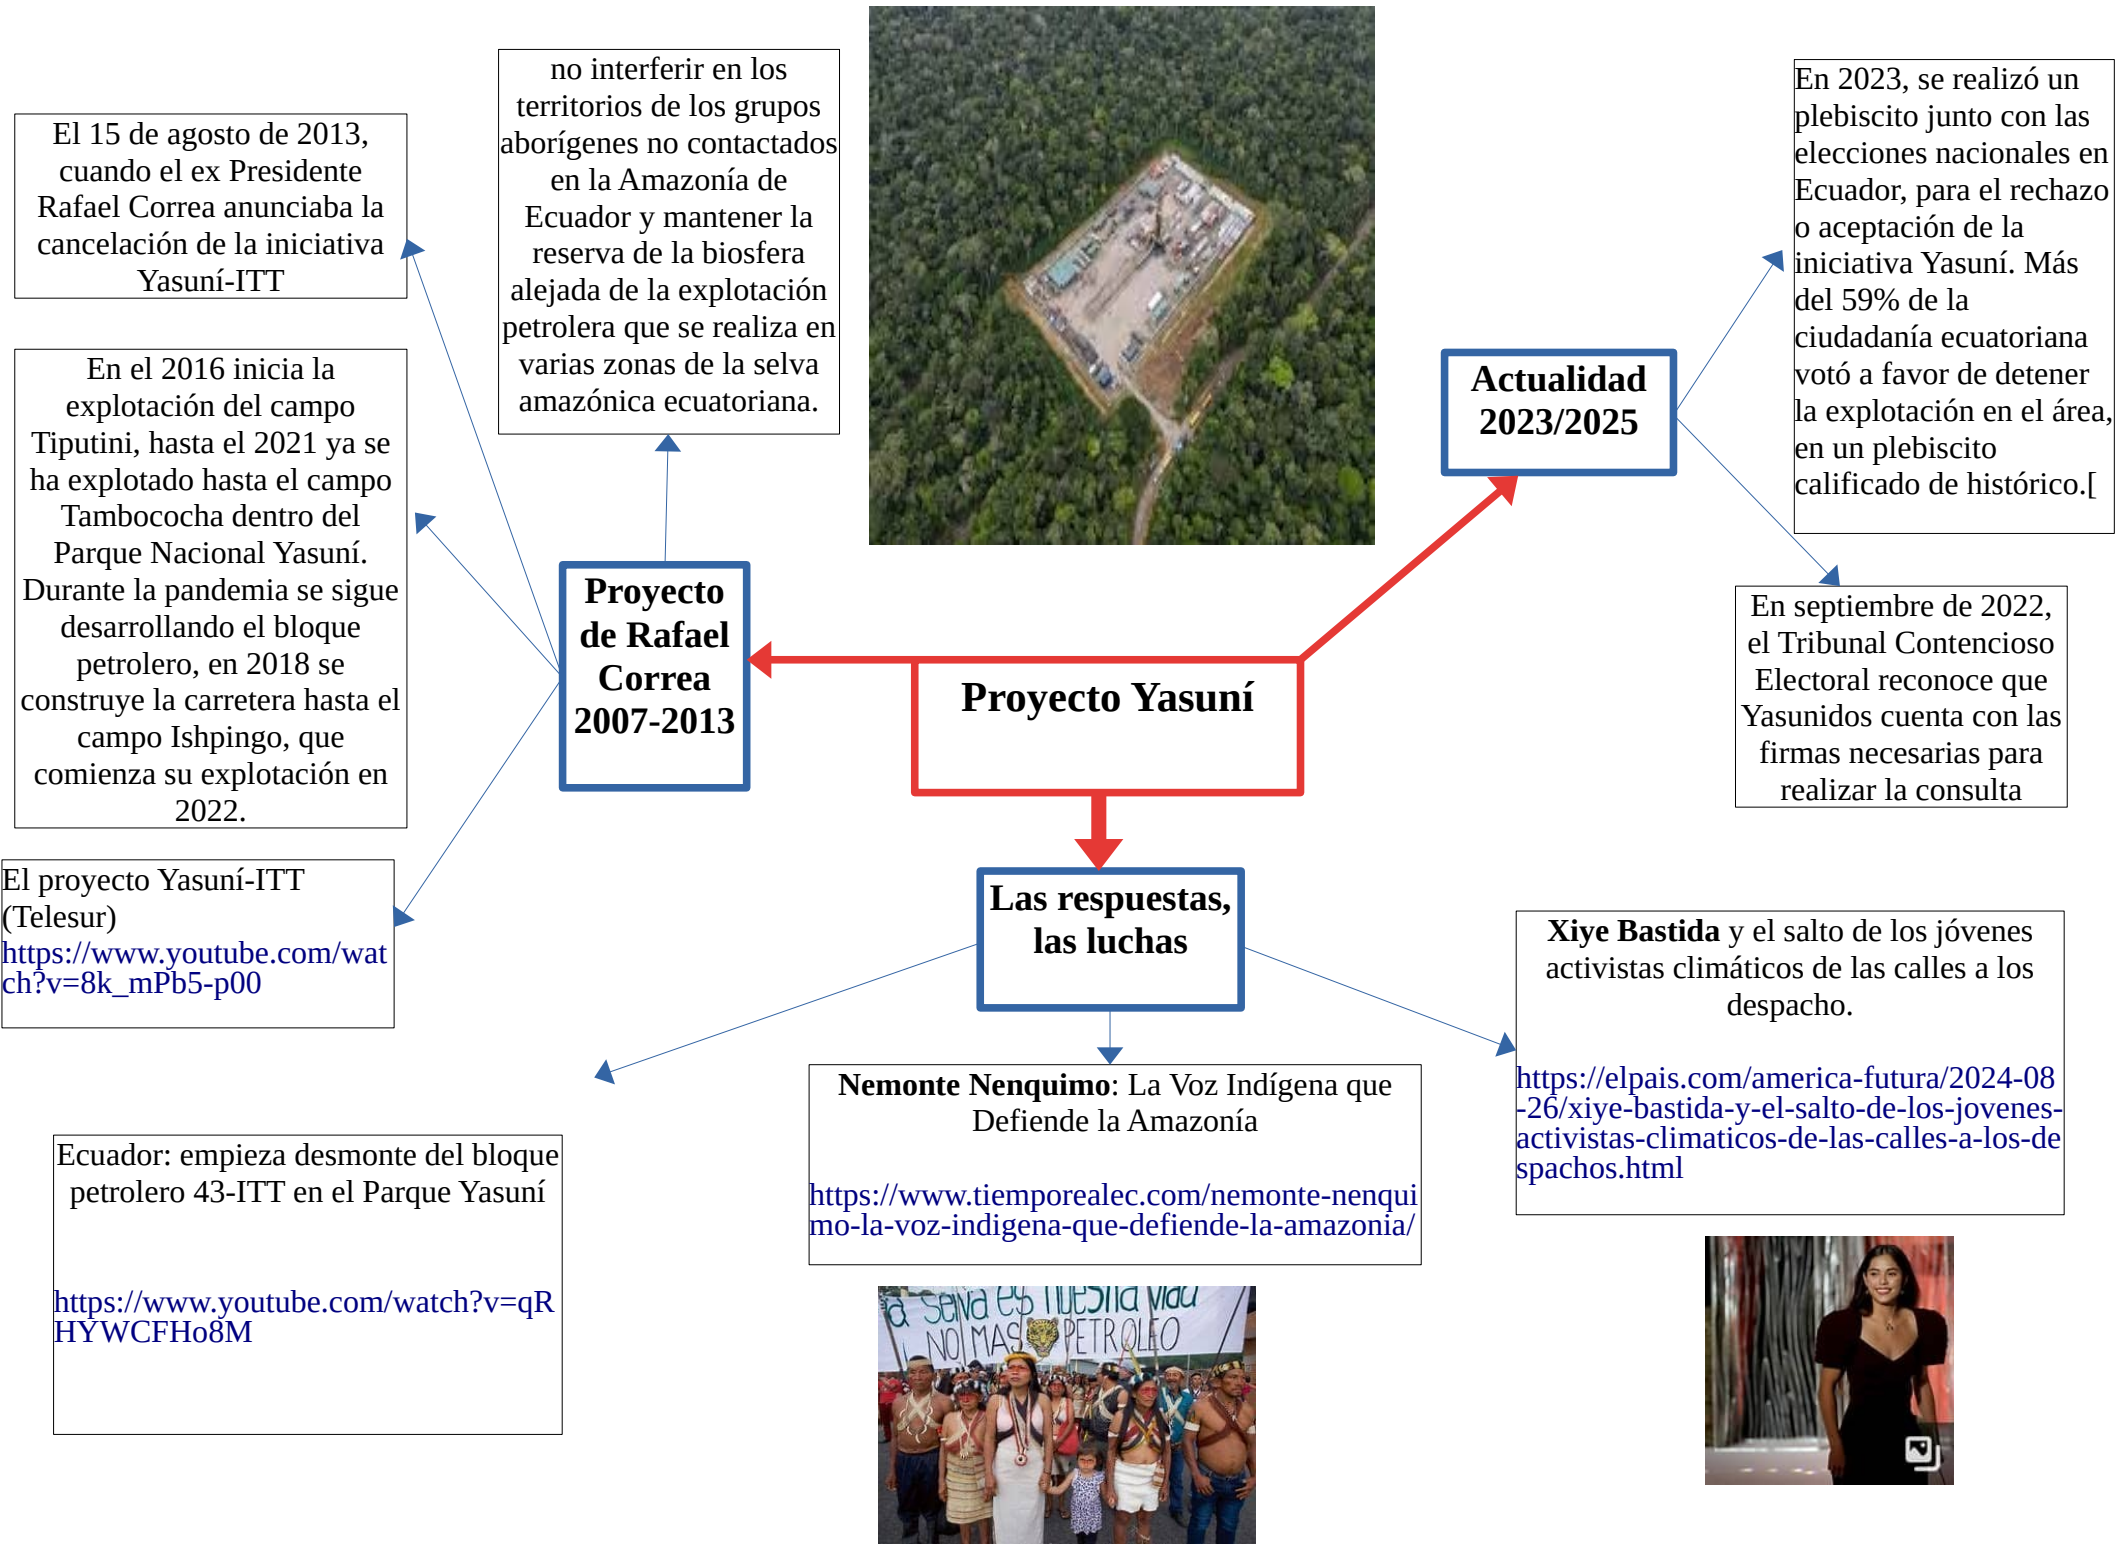 El 15 de agosto de 2013,
cuando el ex Presidente
Rafael Correa anunciaba la
cancelación de la iniciativa
Yasuní-ITT
no interferir en los
territorios de los grupos
aborígenes no contactados
en la Amazonía de
Ecuador y mantener la
reserva de la biosfera
alejada de la explotación
petrolera que se realiza en
varias zonas de la selva
amazónica ecuatoriana.
En 2023, se realizó un
plebiscito junto con las
elecciones nacionales en
Ecuador, para el rechazo
o aceptación de la
iniciativa Yasuní. Más
del 59% de la
ciudadanía ecuatoriana
votó a favor de detener
la explotación en el área,
en un plebiscito
calificado de histórico.[
Actualidad
2023/2025
En el 2016 inicia la
explotación del campo
Tiputini, hasta el 2021 ya se
ha explotado hasta el campo
Tambococha dentro del
Parque Nacional Yasuní.
Durante la pandemia se sigue
desarrollando el bloque
petrolero, en 2018 se
construye la carretera hasta el
campo Ishpingo, que
comienza su explotación en
2022.
Proyecto
de Rafael
Correa
2007-2013
Proyecto Yasuní
En septiembre de 2022,
el Tribunal Contencioso
Electoral reconoce que
Yasunidos cuenta con las
firmas necesarias para
realizar la consulta
El proyecto Yasuní-ITT
(Telesur)
https://www.youtube.com/wat
ch?v=8k_mPb5-p00
Las respuestas,
las luchas
Xiye Bastida y el salto de los jóvenes
activistas climáticos de las calles a los
despacho.
https://elpais.com/america-futura/2024-08
-26/xiye-bastida-y-el-salto-de-los-jovenes-
activistas-climaticos-de-las-calles-a-los-de
spachos.html
Nemonte Nenquimo: La Voz Indígena que
Defiende la Amazonía
https://www.tiemporealec.com/nemonte-nenqui
mo-la-voz-indigena-que-defiende-la-amazonia/
Ecuador: empieza desmonte del bloque
petrolero 43-ITT en el Parque Yasuní
https://www.youtube.com/watch?v=qR
HYWCFHo8M
a selva es nuestra vida
NO MAS PETROLEO